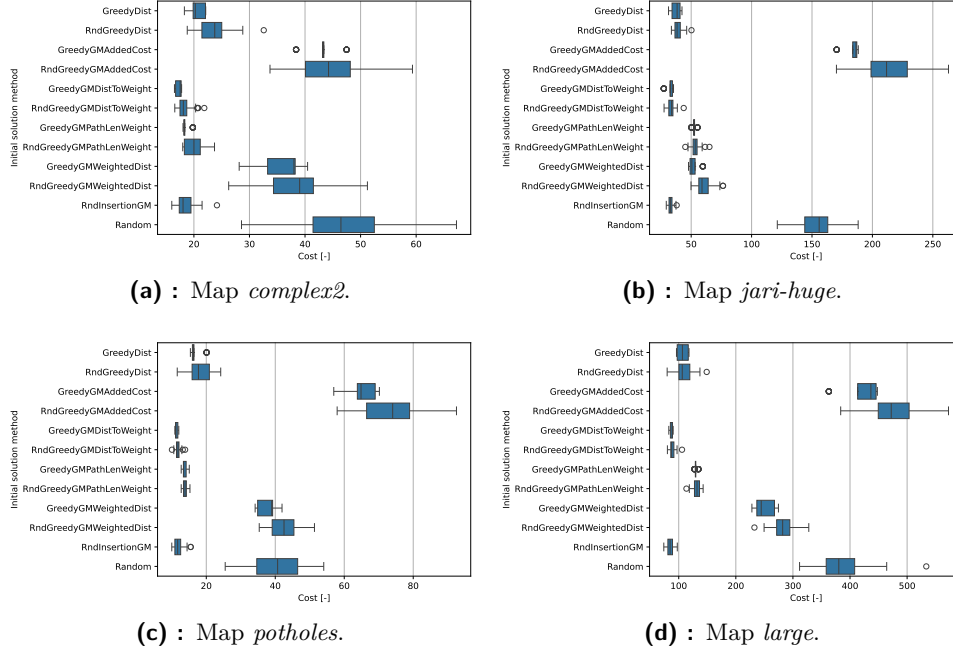 GreedyDist
RndGreedyDist
GreedyGMAddedCost
RndGreedyGMAddedCost
GreedyGMDistToWeight
RndGreedyGMDistToWeight
GreedyGMPathLenWeight
RndGreedyGMPathLenWeight
GreedyGMWeightedDist
RndGreedyGMWeightedDist
RndInsertionGM
Random
Initial solution method
20 40 60
Cost [-]
(a) : Map complex2.
GreedyDist
RndGreedyDist
GreedyGMAddedCost
RndGreedyGMAddedCost
GreedyGMDistToWeight
RndGreedyGMDistToWeight
GreedyGMPathLenWeight
RndGreedyGMPathLenWeight
GreedyGMWeightedDist
RndGreedyGMWeightedDist
RndInsertionGM
Random
Initial solution method
50 100 150 200 250
Cost [-]
(b) : Map jari-huge.
GreedyDist
RndGreedyDist
GreedyGMAddedCost
RndGreedyGMAddedCost
GreedyGMDistToWeight
RndGreedyGMDistToWeight
GreedyGMPathLenWeight
RndGreedyGMPathLenWeight
GreedyGMWeightedDist
RndGreedyGMWeightedDist
RndInsertionGM
Random
Initial solution method
20 40 60 80
Cost [-]
(c) : Map potholes.
GreedyDist
RndGreedyDist
GreedyGMAddedCost
RndGreedyGMAddedCost
GreedyGMDistToWeight
RndGreedyGMDistToWeight
GreedyGMPathLenWeight
RndGreedyGMPathLenWeight
GreedyGMWeightedDist
RndGreedyGMWeightedDist
RndInsertionGM
Random
Initial solution method
100 200 300 400 500
Cost [-]
(d) : Map large.